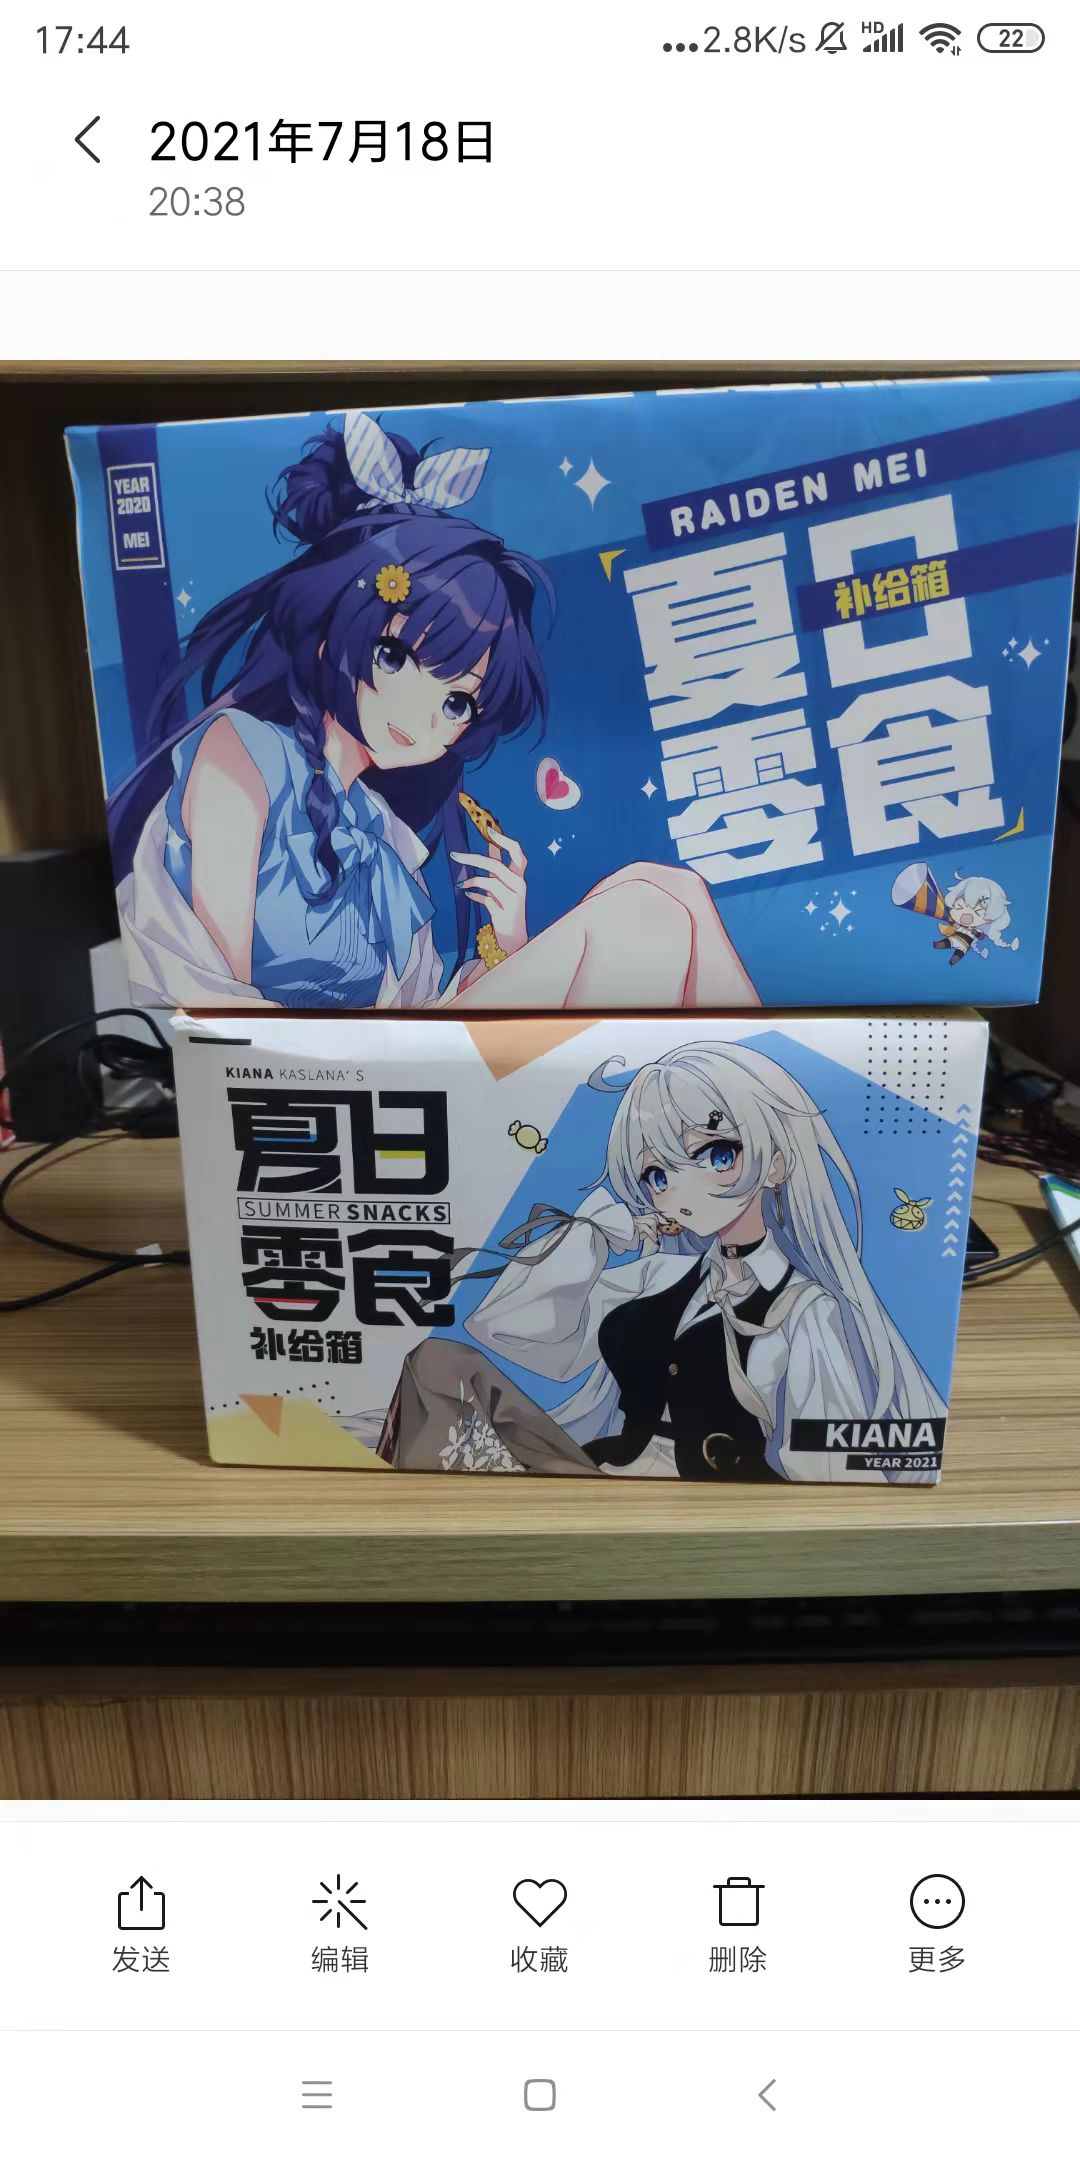 17:44
...2.8K/s HD 22
2021年7月18日
20:38
YEAR
2020
MEI
RAIDEN MEI
夏日
补给箱
零食
KIANA KASLANA' S
夏日
SUMMER SNACKS
零食
补给箱
KIANA
YEAR 2021
发送 编辑 收藏 删除 更多